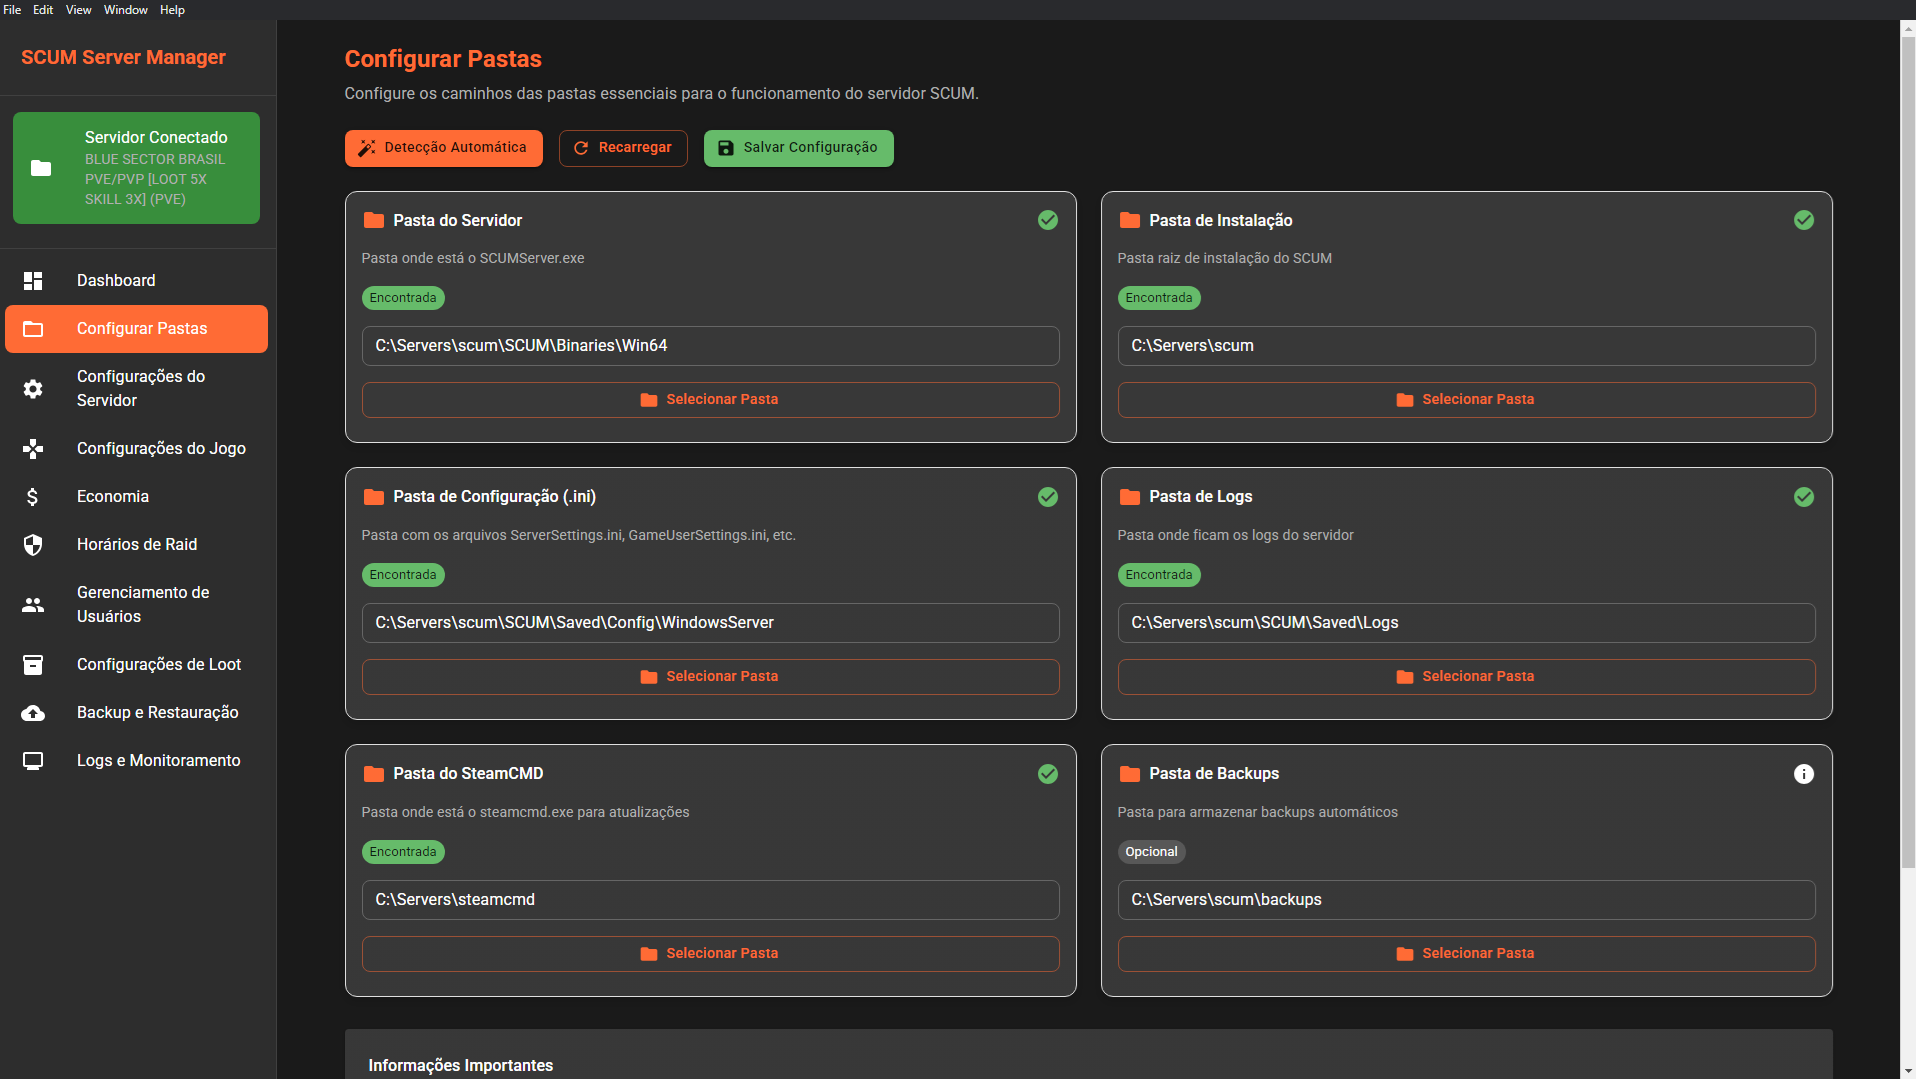 File Edit View Window Help
SCUM Server Manager
Servidor Conectado
BLUE SECTOR BRASIL
PVE/PVP [LOOT 5X
SKILL 3X] (PVE)
Dashboard
Configurar Pastas
Configurações do
Servidor
Configurações do Jogo
Economia
Horários de Raid
Gerenciamento de
Usuários
Configurações de Loot
Backup e Restauração
Logs e Monitoramento
Configurar Pastas
Configure os caminhos das pastas essenciais para o funcionamento do servidor SCUM.
Detecção Automática
Recarregar
Salvar Configuração
Pasta do Servidor
Pasta onde está o SCUMServer.exe
Encontrada
C:\Servers\scum\SCUM\Binaries\Win64
Selecionar Pasta
Pasta de Instalação
Pasta raiz de instalação do SCUM
Encontrada
C:\Servers\scum
Selecionar Pasta
Pasta de Configuração (.ini)
Pasta com os arquivos ServerSettings.ini, GameUserSettings.ini, etc.
Encontrada
C:\Servers\scum\SCUM\Saved\Config\WindowsServer
Selecionar Pasta
Pasta de Logs
Pasta onde ficam os logs do servidor
Encontrada
C:\Servers\scum\SCUM\Saved\Logs
Selecionar Pasta
Pasta do SteamCMD
Pasta onde está o steamcmd.exe para atualizações
Encontrada
C:\Servers\steamcmd
Selecionar Pasta
Pasta de Backups
Pasta para armazenar backups automáticos
Opcional
C:\Servers\scum\backups
Selecionar Pasta
Informações Importantes